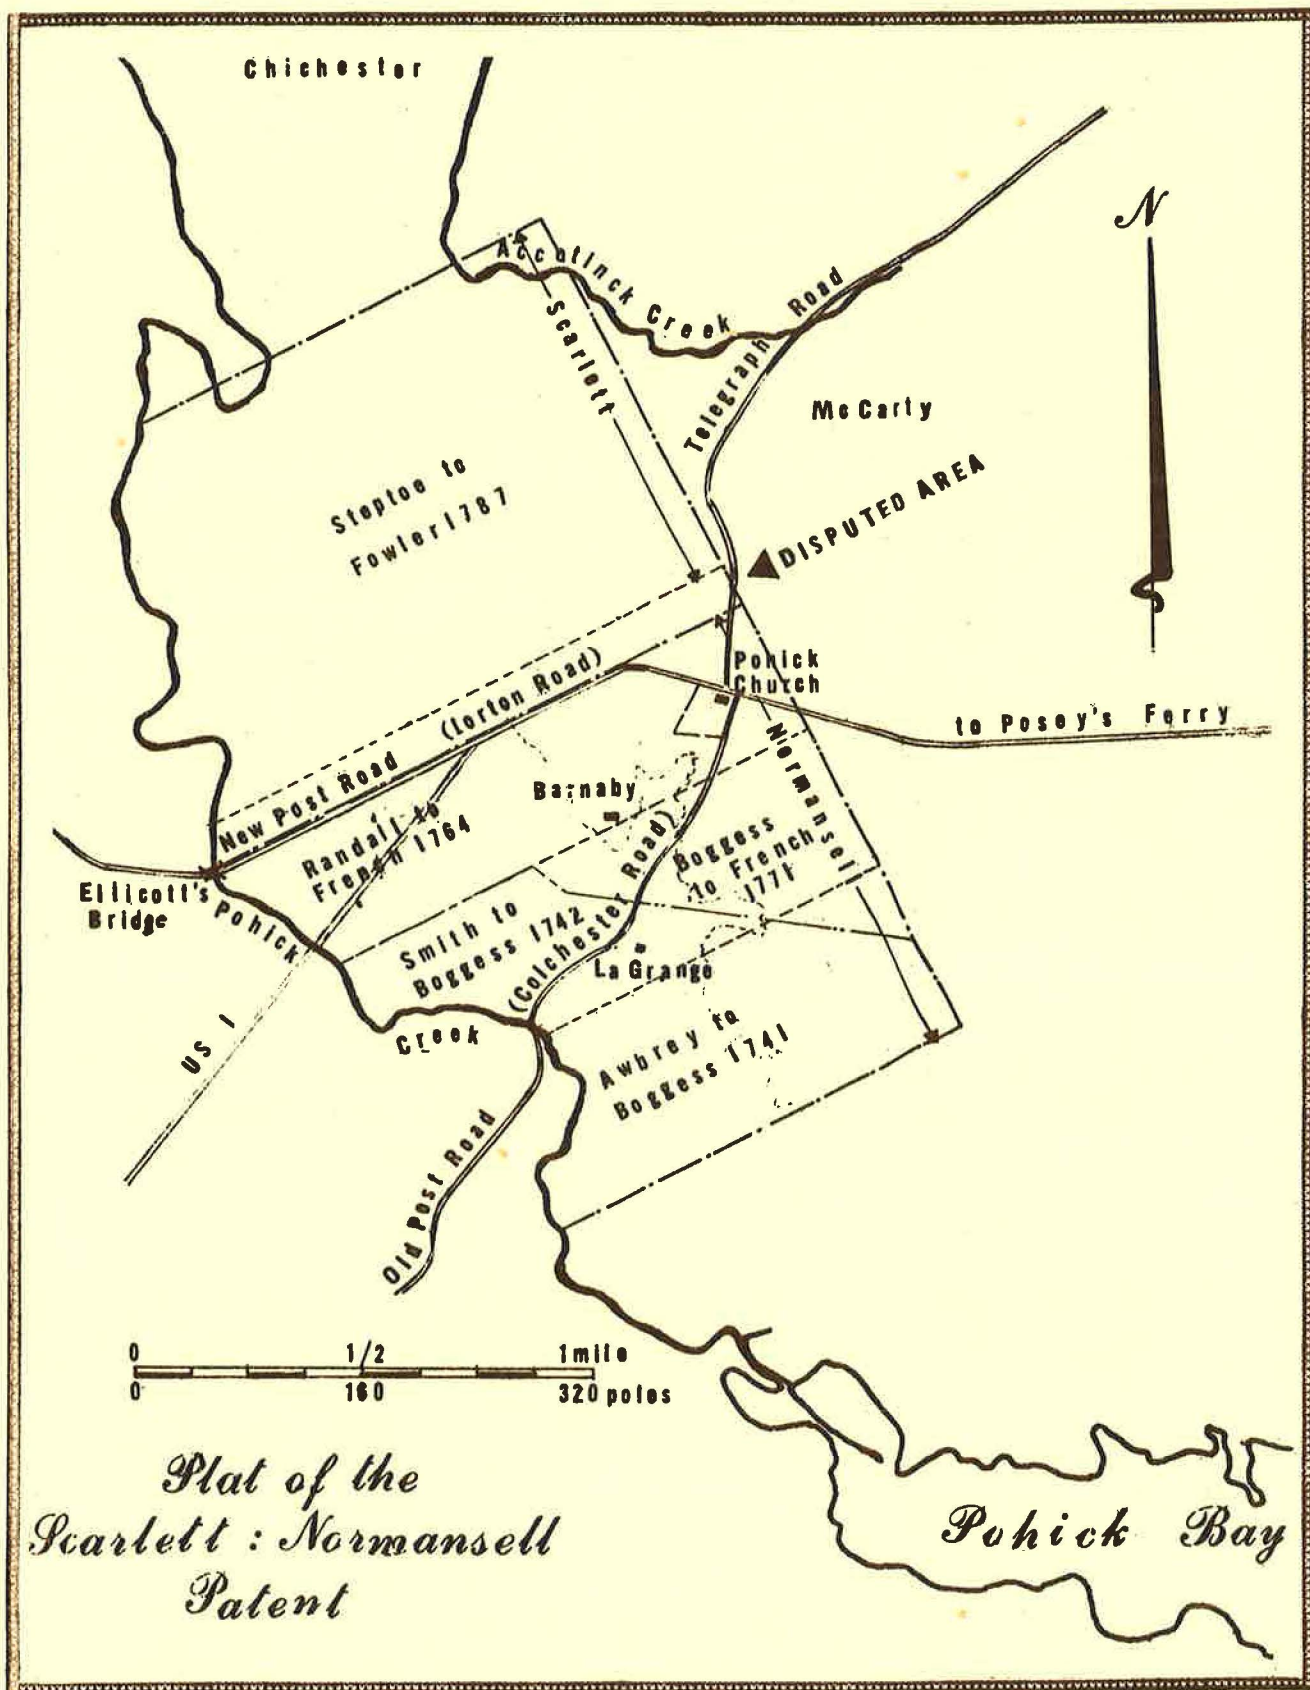 Chichester
N
Accotinck Creek
Scarlett
Telegraph Road
McCarty
DISPUTED AREA
Steptoe to
Fowler 1787
Pohick
Church
to Posey's Ferry
New Post Road (Lorton Road)
Normansel
Barnaby
Randall to
French 1764
Boggess
to French
1771
Ellicott's
Bridge
Pohick
Creek
Smith to
Boggess 1742
(Colchester Road)
La Grange
US 1
Awbrey to
Boggess 1741
Old Post Road
0 1/2 1mile
0 160 320 poles
Plat of the
Scarlett : Normansell
Patent
Pohick Bay